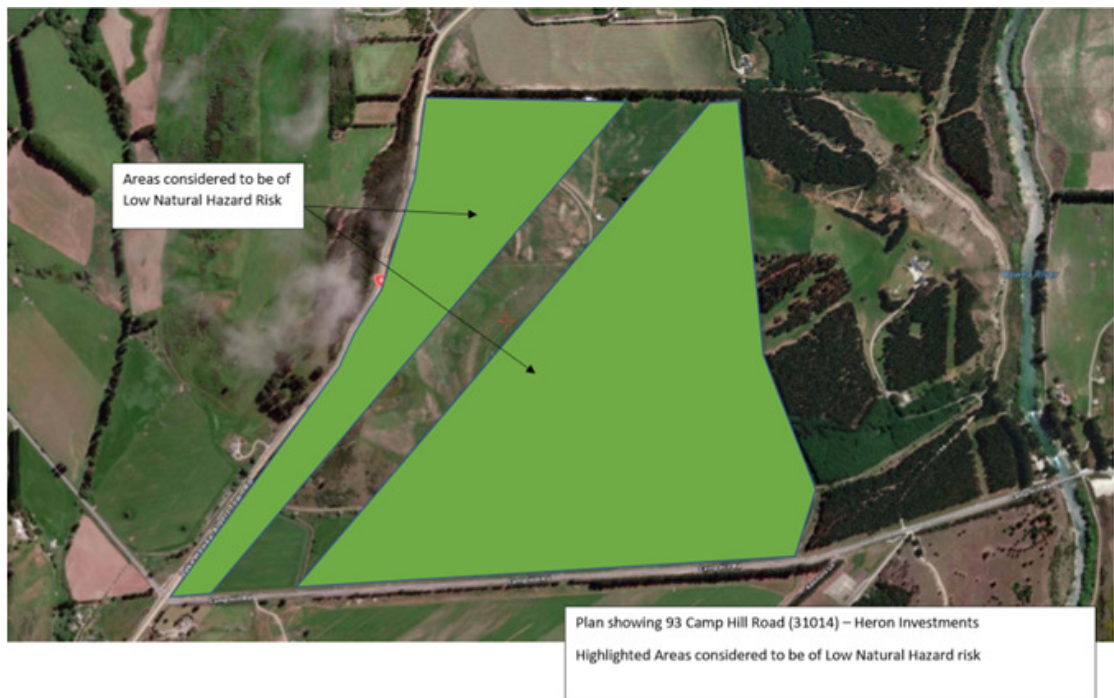 Areas considered to be of
Low Natural Hazard Risk
Plan showing 93 Camp Hill Road (31014) – Heron Investments
Highlighted Areas considered to be of Low Natural Hazard risk